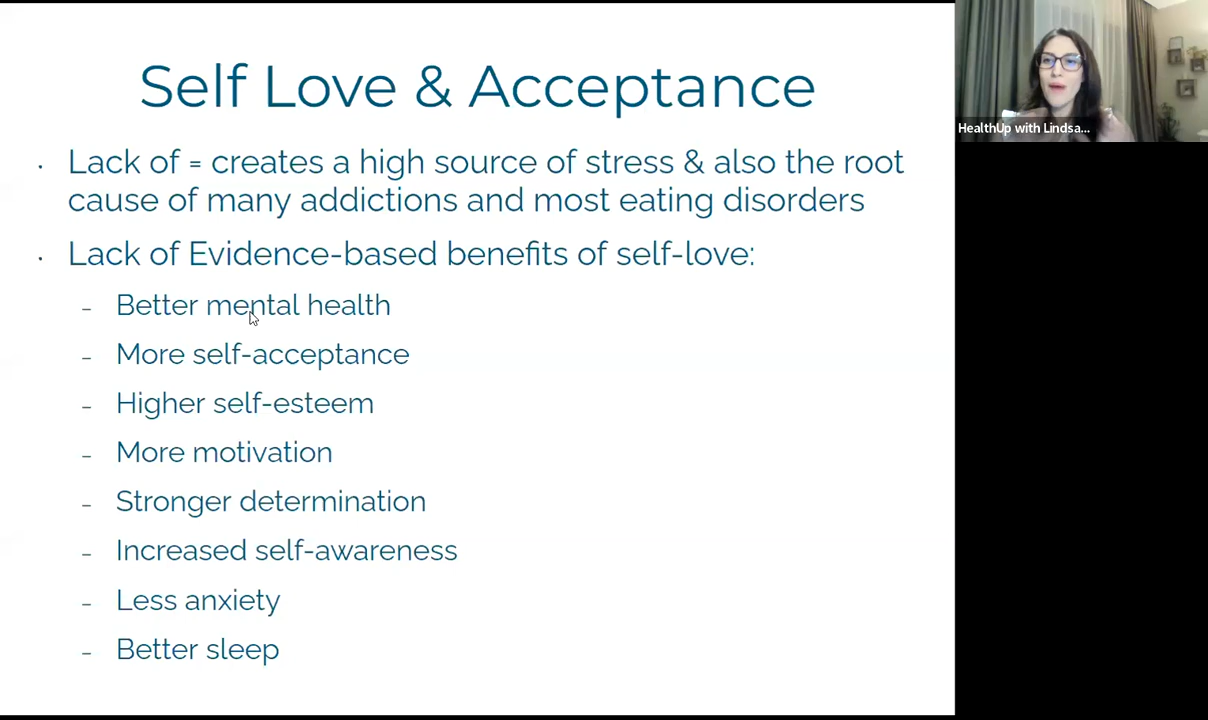 Self Love & Acceptance
Lack of = creates a high source of stress & also the root
cause of many addictions and most eating disorders
Lack of Evidence-based benefits of self-love:
Better mental health
More self-acceptance
Higher self-esteem
More motivation
Stronger determination
Increased self-awareness
Less anxiety
Better sleep
HealthUp with Lindsa...